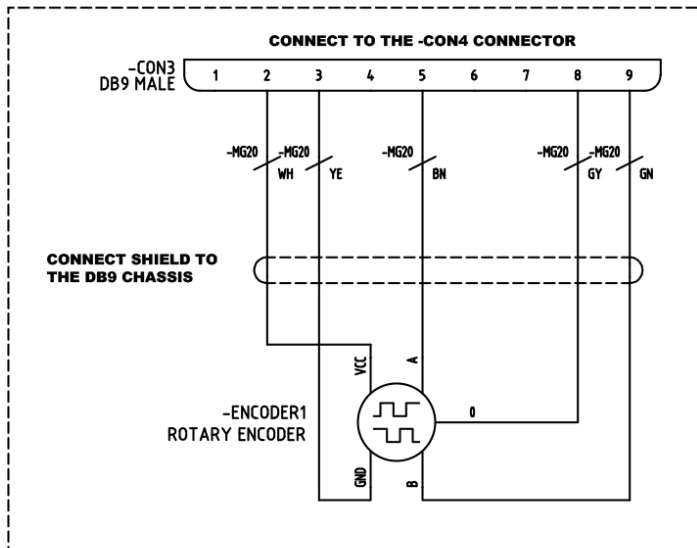 CONNECT TO THE -CON4 CONNECTOR
-CON3
DB9 MALE
1 2 3 4 5 6 7 8 9
-MG20 -MG20 -MG20 -MG20 -MG20
WH YE BN GY GN
CONNECT SHIELD TO
THE DB9 CHASSIS
VCC A
-ENCODER1
ROTARY ENCODER
0
GND B